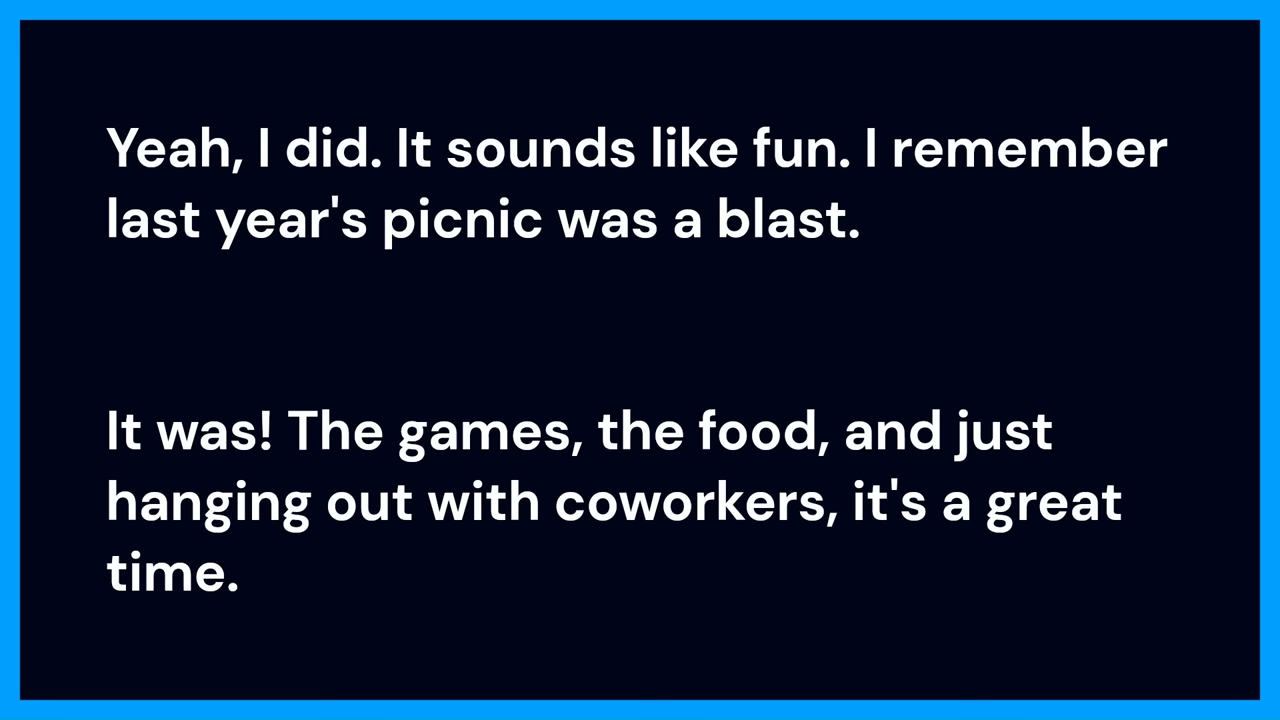 Yeah, I did. It sounds like fun. I remember
last year's picnic was a blast.
It was! The games, the food, and just
hanging out with coworkers, it's a great
time.